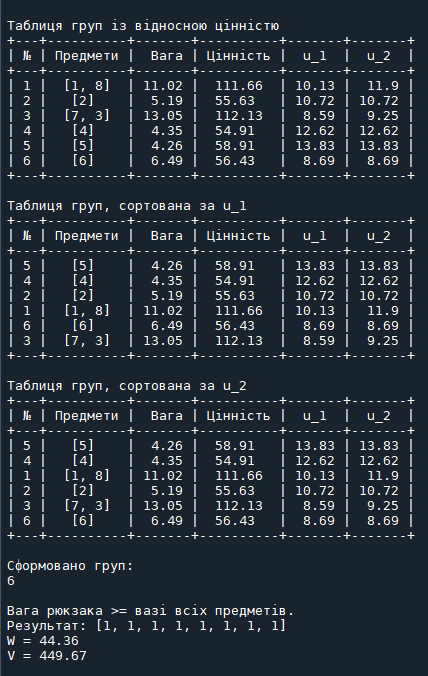 Таблиця груп із відносною цінністю
+---+----------+-------+----------+-------+-------+
| № | Предмети |  Вага | Цінність |  u_1  |  u_2  |
+---+----------+-------+----------+-------+-------+
| 1 |  [1, 8]  | 11.02 |  111.66  | 10.13 |  11.9 |
| 2 |   [2]    |  5.19 |  55.63   | 10.72 | 10.72 |
| 3 |  [7, 3]  | 13.05 |  112.13  |  8.59 |  9.25 |
| 4 |   [4]    |  4.35 |  54.91   | 12.62 | 12.62 |
| 5 |   [5]    |  4.26 |  58.91   | 13.83 | 13.83 |
| 6 |   [6]    |  6.49 |  56.43   |  8.69 |  8.69 |
+---+----------+-------+----------+-------+-------+
Таблиця груп, сортована за u_1
+---+----------+-------+----------+-------+-------+
| № | Предмети |  Вага | Цінність |  u_1  |  u_2  |
+---+----------+-------+----------+-------+-------+
| 5 |   [5]    |  4.26 |  58.91   | 13.83 | 13.83 |
| 4 |   [4]    |  4.35 |  54.91   | 12.62 | 12.62 |
| 2 |   [2]    |  5.19 |  55.63   | 10.72 | 10.72 |
| 1 |  [1, 8]  | 11.02 |  111.66  | 10.13 |  11.9 |
| 6 |   [6]    |  6.49 |  56.43   |  8.69 |  8.69 |
| 3 |  [7, 3]  | 13.05 |  112.13  |  8.59 |  9.25 |
+---+----------+-------+----------+-------+-------+
Таблиця груп, сортована за u_2
+---+----------+-------+----------+-------+-------+
| № | Предмети |  Вага | Цінність |  u_1  |  u_2  |
+---+----------+-------+----------+-------+-------+
| 5 |   [5]    |  4.26 |  58.91   | 13.83 | 13.83 |
| 4 |   [4]    |  4.35 |  54.91   | 12.62 | 12.62 |
| 1 |  [1, 8]  | 11.02 |  111.66  | 10.13 |  11.9 |
| 2 |   [2]    |  5.19 |  55.63   | 10.72 | 10.72 |
| 3 |  [7, 3]  | 13.05 |  112.13  |  8.59 |  9.25 |
| 6 |   [6]    |  6.49 |  56.43   |  8.69 |  8.69 |
+---+----------+-------+----------+-------+-------+
Сформовано груп:
6
Вага рюкзака >= вазі всіх предметів.
Результат: [1, 1, 1, 1, 1, 1, 1, 1]
W = 44.36
V = 449.67